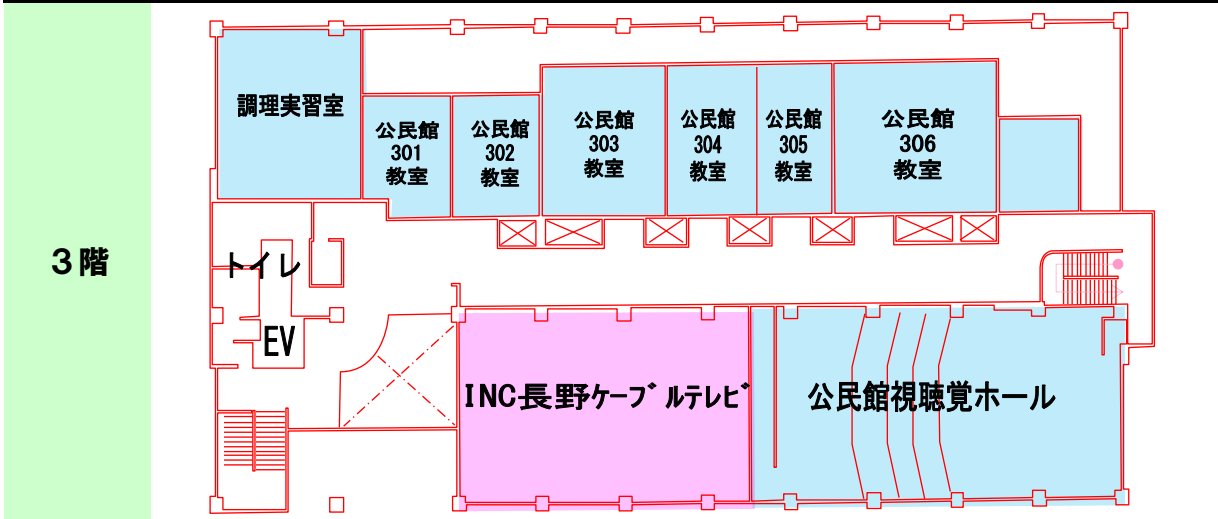 3階
調理実習室
公民館
301
教室
公民館
302
教室
公民館
303
教室
公民館
304
教室
公民館
305
教室
公民館
306
教室
トイレ
EV
INC長野ケーブルテレビ
公民館視聴覚ホール